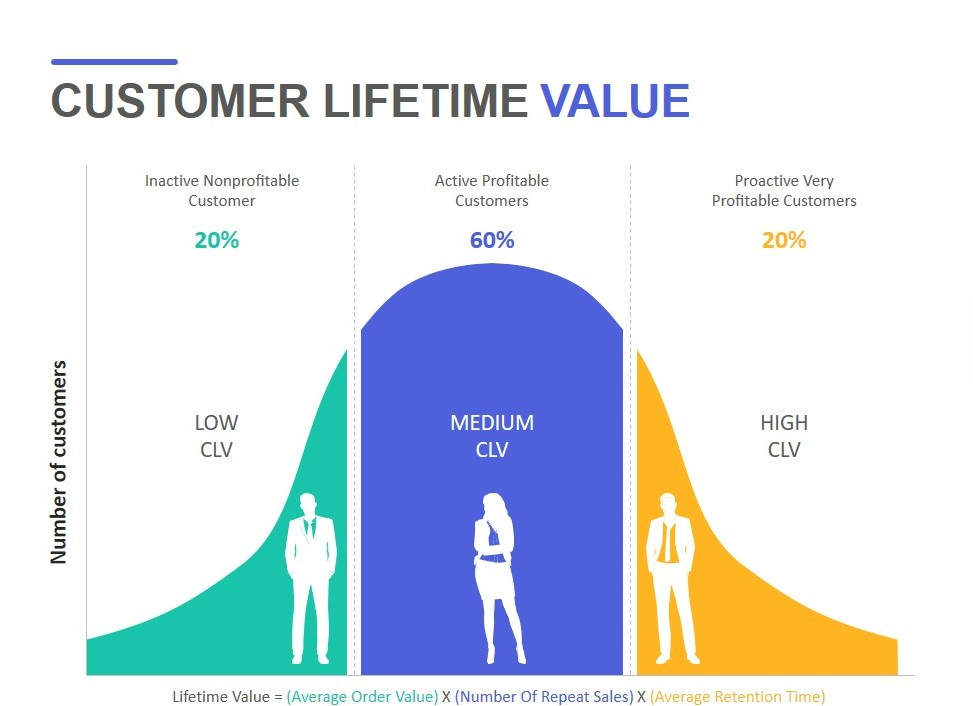 CUSTOMER LIFETIME VALUE
Inactive Nonprofitable
Customer
20%
Active Profitable
Customers
60%
Proactive Very
Profitable Customers
20%
Number of customers
LOW
CLV
MEDIUM
CLV
HIGH
CLV
Lifetime Value = (Average Order Value) X (Number Of Repeat Sales) X (Average Retention Time)